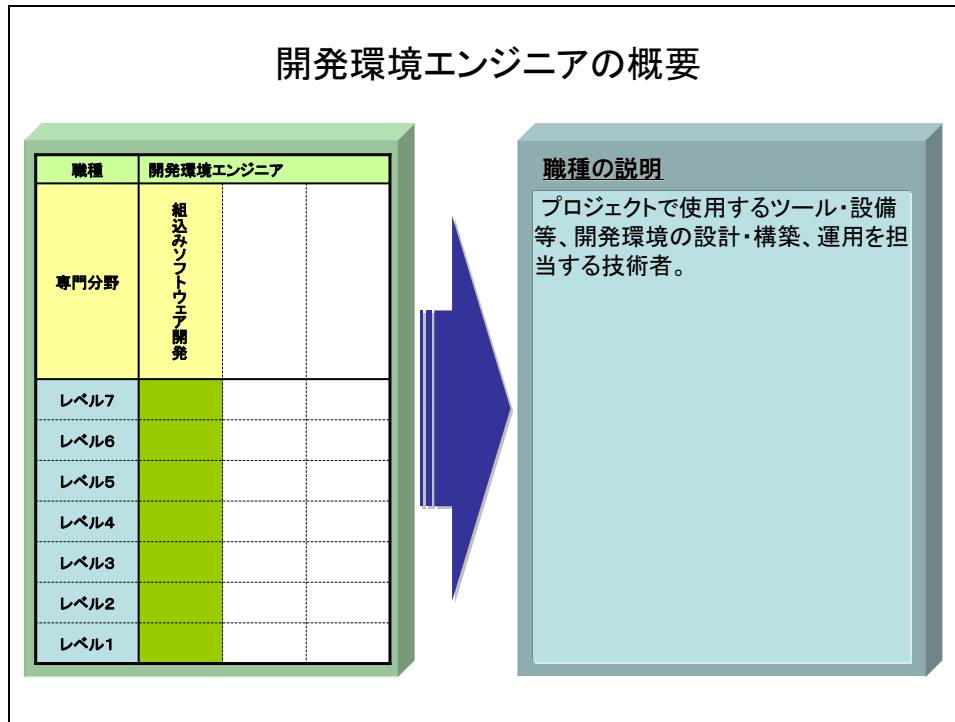 開発環境エンジニアの概要
職種
開発環境エンジニア
専門分野
組込みソフトウェア開発
レベル7
レベル6
レベル5
レベル4
レベル3
レベル2
レベル1
職種の説明
プロジェクトで使用するツール・設備
等、開発環境の設計・構築、運用を担
当する技術者。